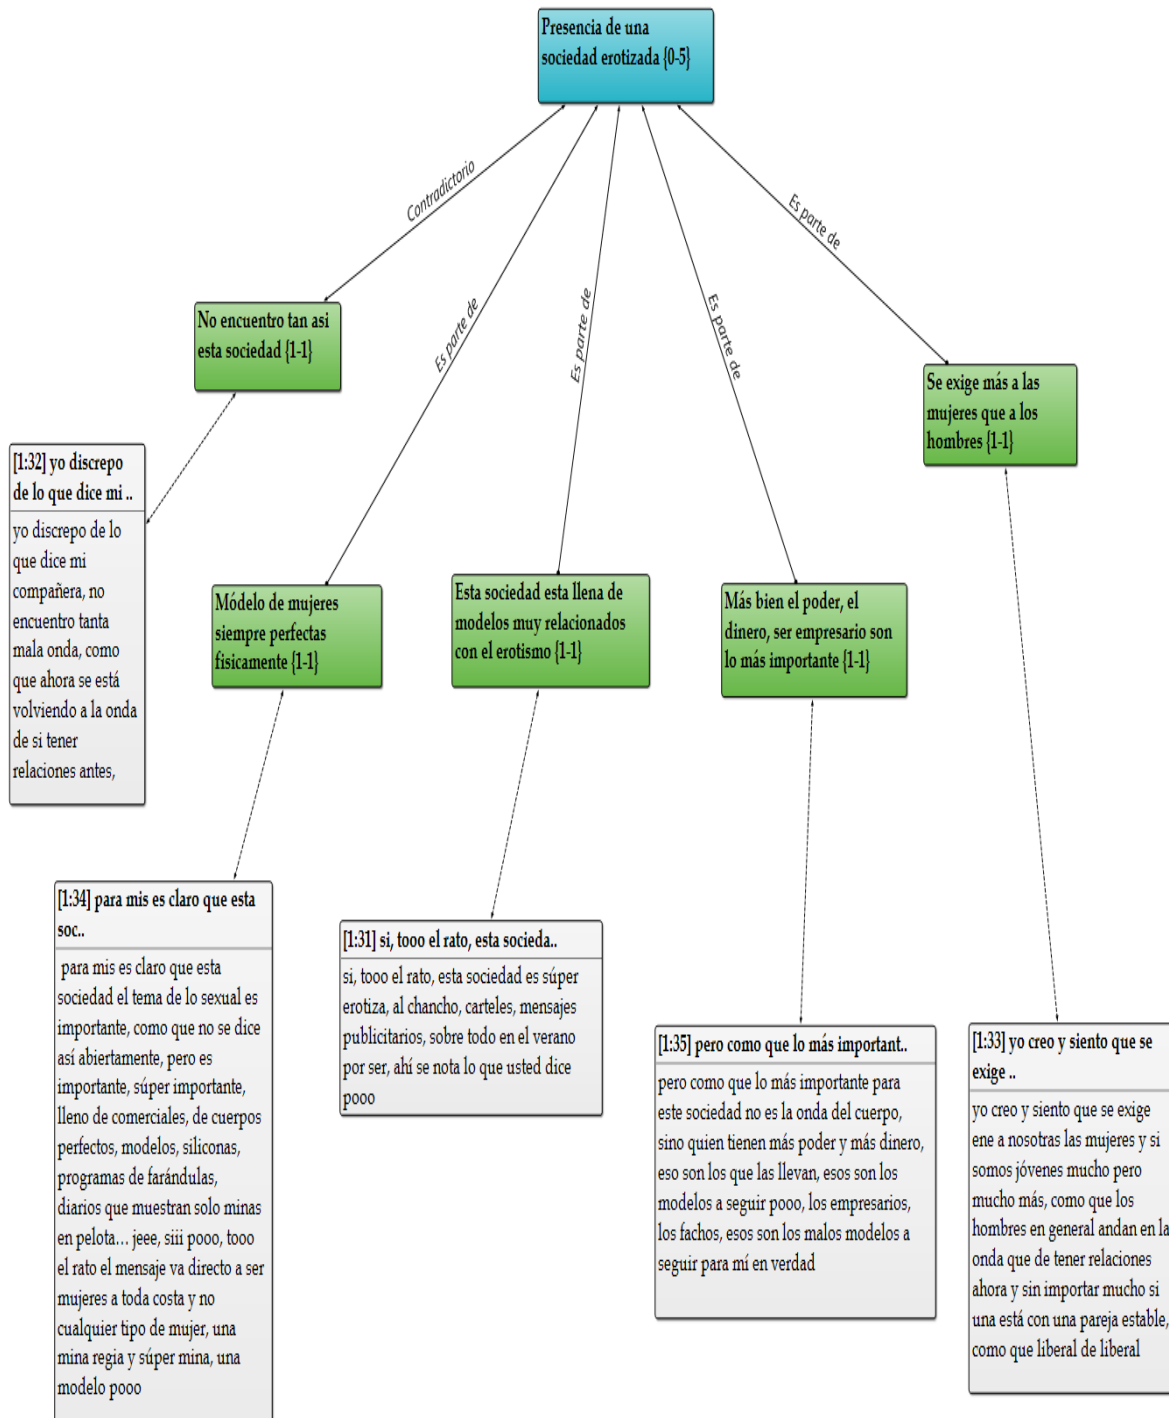 Presencia de una
sociedad erotizada {0-5}
Contradictorio
Es parte de
Es parte de
Es parte de
Es parte de
No encuentro tan asi
esta sociedad {1-1}
Se exige más a las
mujeres que a los
hombres {1-1}
[1:32] yo discrepo
de lo que dice mi ..
yo discrepo de lo
que dice mi
compañera, no
encuentro tanta
mala onda, como
que ahora se está
volviendo a la onda
de si tener
relaciones antes,
Módelo de mujeres
siempre perfectas
fisicamente {1-1}
Esta sociedad esta llena de
modelos muy relacionados
con el erotismo {1-1}
Más bien el poder, el
dinero, ser empresario son
lo más importante {1-1}
[1:34] para mis es claro que esta
soc..
para mis es claro que esta
sociedad el tema de lo sexual es
importante, como que no se dice
así abiertamente, pero es
importante, súper importante,
lleno de comerciales, de cuerpos
perfectos, modelos, siliconas,
programas de farándulas,
diarios que muestran solo minas
en pelota... jeee, siii pooo, tooo
el rato el mensaje va directo a ser
mujeres a toda costa y no
cualquier tipo de mujer, una
mina regia y súper mina, una
modelo pooo
[1:31] si, tooo el rato, esta socieda..
si, tooo el rato, esta sociedad es súper
erotiza, al chancho, carteles, mensajes
publicitarios, sobre todo en el verano
por ser, ahí se nota lo que usted dice
pooo
[1:35] pero como que lo más important..
pero como que lo más importante para
este sociedad no es la onda del cuerpo,
sino quien tienen más poder y más dinero,
eso son los que las llevan, esos son los
modelos a seguir pooo, los empresarios,
los fachos, esos son los malos modelos a
seguir para mí en verdad
[1:33] yo creo y siento que se
exige ..
yo creo y siento que se exige
ene a nosotras las mujeres y si
somos jóvenes mucho pero
mucho más, como que los
hombres en general andan en la
onda que de tener relaciones
ahora y sin importar mucho si
una está con una pareja estable,
como que liberal de liberal